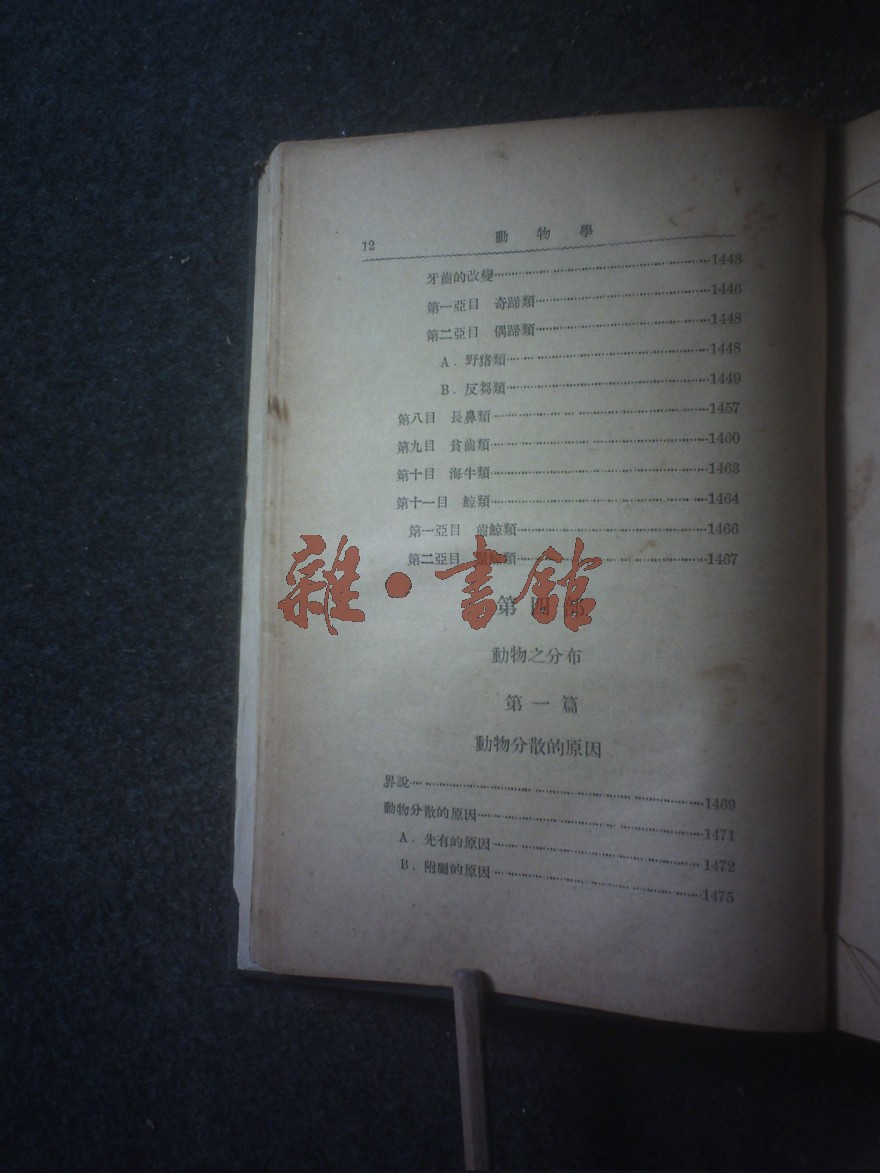 12 動物學
牙齒的改變 1443
第一亞目 奇蹄類 1446
第二亞目 偶蹄類 1448
A. 野猪類 1448
B. 反芻類 1449
第八目 長鼻類 1457
第九目 貧齒類 1460
第十目 海牛類 1463
第十一目 鯨類 1464
第一亞目 齒鯨類 1466
第二亞目 鯨類 1467
雜·書館
第四部
動物之分布
第一篇
動物分散的原因
界說 1469
動物分散的原因 1471
A. 先有的原因 1472
B. 附屬的原因 1475